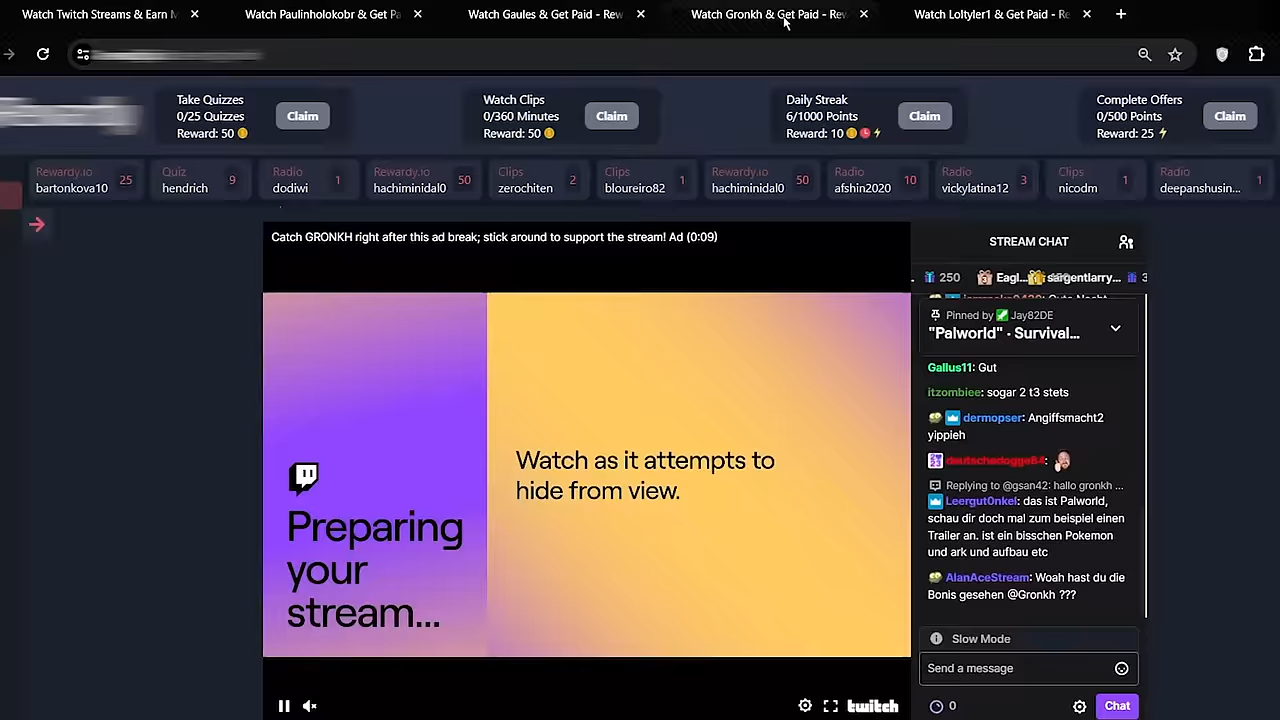 Watch Twitch Streams & Earn M
Watch Paulinholokobr & Get Pa
Watch Gaules & Get Paid - Rew
Watch Gronkh & Get Paid - Rew
Watch Loltyler1 & Get Paid - Re
Take Quizzes
0/25 Quizzes
Reward: 50
Claim
Watch Clips
0/360 Minutes
Reward: 50
Claim
Daily Streak
6/1000 Points
Reward: 10
Claim
Complete Offers
0/500 Points
Reward: 25
Claim
Rewardy.io
bartonkova10
25
Quiz
hendrich
9
Radio
dodiwi
1
Rewardy.io
hachiminidal0
50
Clips
zerochiten
2
Clips
bloureiro82
1
Rewardy.io
hachiminidal0
50
Radio
afshin2020
10
Radio
vickylatina12
3
Clips
nicodm
1
Radio
deepanshusin...
1
Catch GRONKH right after this ad break; stick around to support the stream! Ad (0:09)
Preparing
your
stream...
Watch as it attempts to
hide from view.
twitch
STREAM CHAT
250
Eagl...
sargentlarry...
3
Pinned by Jay82DE
"Palworld" · Survival...
Gallus11: Gut
itzombiee: sogar 2 t3 stets
dermopser: Angiffsmacht2
yippieh
deutschedogge84:
Replying to @gsan42: hallo gronkh ...
LeergutOnkel: das ist Palworld,
schau dir doch mal zum beispiel einen
Trailer an. ist ein bisschen Pokemon
und ark und aufbau etc
AlanAceStream: Woah hast du die
Bonis gesehen @Gronkh ???
Slow Mode
Send a message
0
Chat